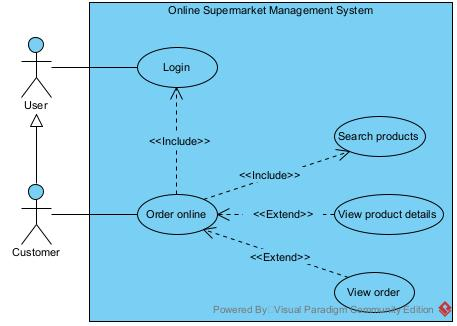 Online Supermarket Management System
Login
User
<<Include>>
Search products
<<Include>>
Order online
<<Extend>>
View product details
Customer
<<Extend>>
View order
Powered By Visual Paradigm Community Edition